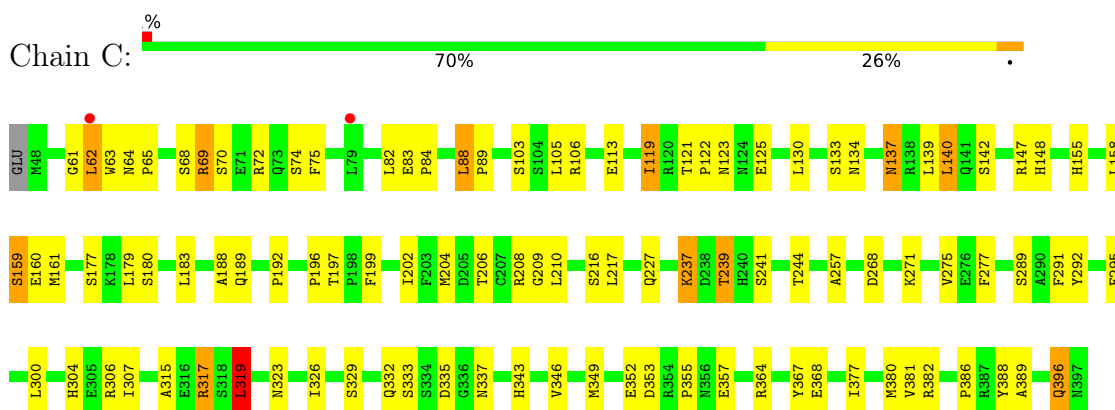 .%
Chain C:
70% 26% •
GLU M48 G61 L62 W63 N64 P65 S68 R69 S70 E71 R72 Q73 S74 F75 L79 L82 E83 P84 L88 P89 S103 S104 L105 R106 E113 I119 R120 T121 P122 N123 N124 E125 L130 S133 N134 N137 R138 L139 L140 Q141 S142 R147 H148 H155 L158
S159 E160 M161 S177 K178 L179 S180 L183 A188 Q189 P192 P196 T197 P198 F199 I202 F203 M204 D205 T206 C207 R208 G209 L210 S216 L217 Q227 K237 D238 T239 H240 S241 T244 A257 D268 K271 V275 E276 F277 S289 A290 F291 Y292
L300 H304 E305 R306 I307 A315 E316 R317 S318 L319 N323 I326 S329 Q332 S333 S334 D335 G336 N337 H343 V346 M349 E352 D353 R354 P355 N356 E357 R364 Y367 E368 I377 M380 V381 R382 P386 R387 Y388 A389 Q396 N397